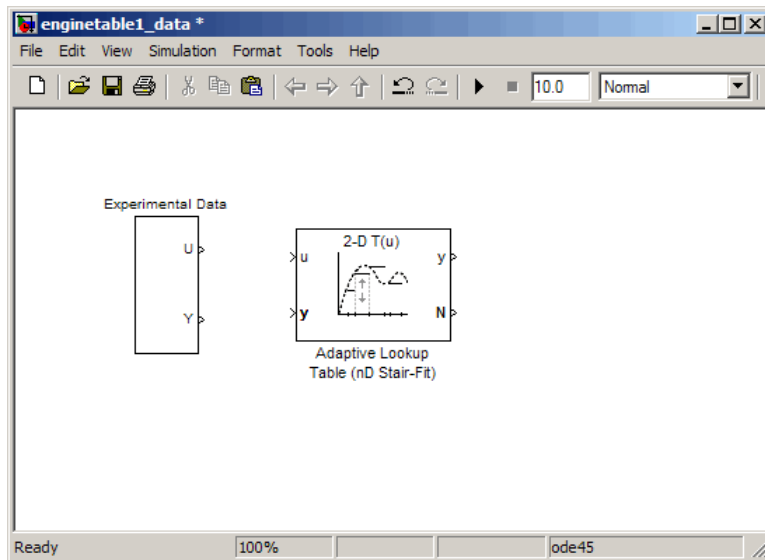 enginetable1_data *
File Edit View Simulation Format Tools Help
10.0 Normal
Experimental Data
U
Y
2-D T(u)
u y
y N
Adaptive Lookup
Table (nD Stair-Fit)
Ready 100% ode45